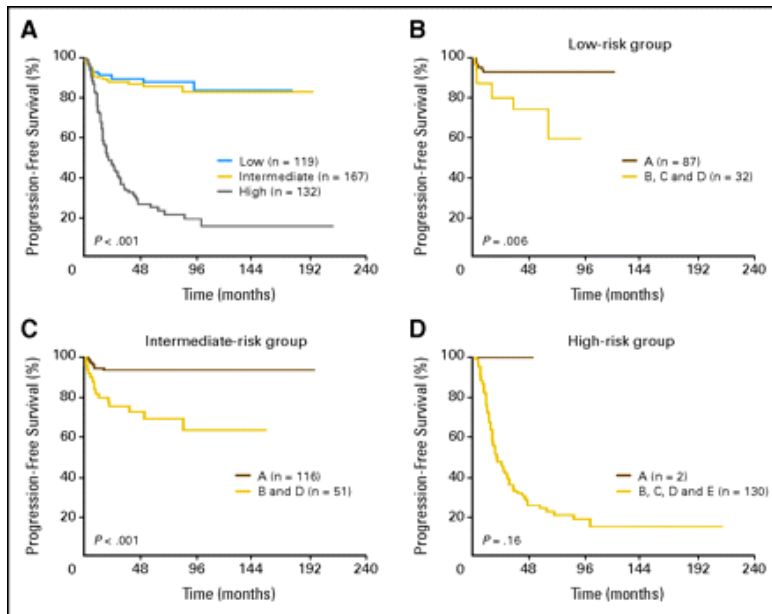 A
Progression-Free Survival (%)
100
80
60
40
20
0
48
96
144
192
240
Low (n = 119)
Intermediate (n = 167)
High (n = 132)
P < .001
Time (months)
B
Low-risk group
Progression-Free Survival (%)
100
80
60
40
20
0
48
96
144
192
240
A (n = 87)
B, C and D (n = 32)
P = .006
Time (months)
C
Intermediate-risk group
Progression-Free Survival (%)
100
80
60
40
20
0
48
96
144
192
240
A (n = 116)
B and D (n = 51)
P < .001
Time (months)
D
High-risk group
Progression-Free Survival (%)
100
80
60
40
20
0
48
96
144
192
240
A (n = 2)
B, C, D and E (n = 130)
P = .16
Time (months)